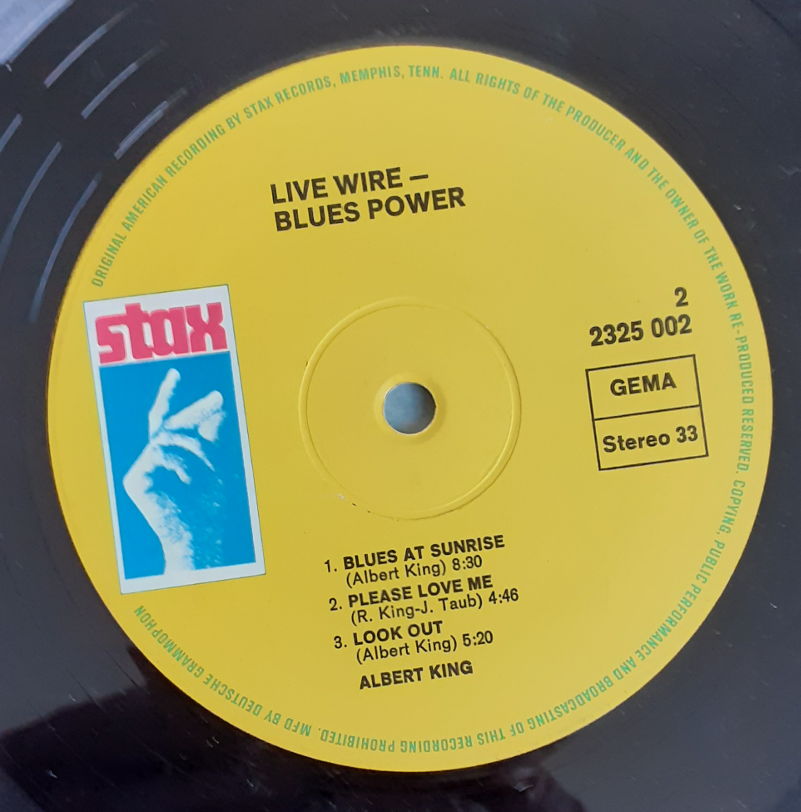 ORIGINAL AMERICAN RECORDING BY STAX RECORDS, MEMPHIS, TENN. ALL RIGHTS OF THE PRODUCER AND THE OWNER OF THE WORK RE-PRODUCED RESERVED. COPYING, PUBLIC PERFORMANCE AND BROADCASTING OF THIS RECORDING PROHIBITED. MFD BY DEUTSCHE GRAMMOPHON
LIVE WIRE —
BLUES POWER
stax
2
2325 002
GEMA
Stereo 33
1. BLUES AT SUNRISE
(Albert King) 8:30
2. PLEASE LOVE ME
(R. King-J. Taub) 4:46
3. LOOK OUT
(Albert King) 5:20
ALBERT KING